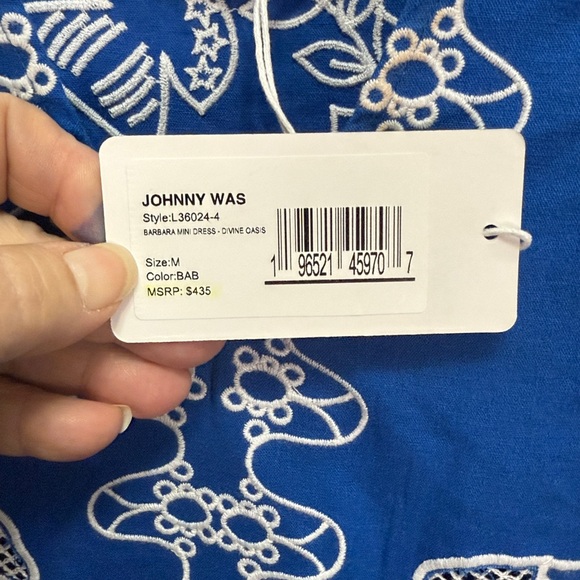 JOHNNY WAS
Style:L36024-4
BARBARA MINI DRESS - DIVINE OASIS
Size:M
Color:BAB
MSRP: $435
1 96521 45970 7